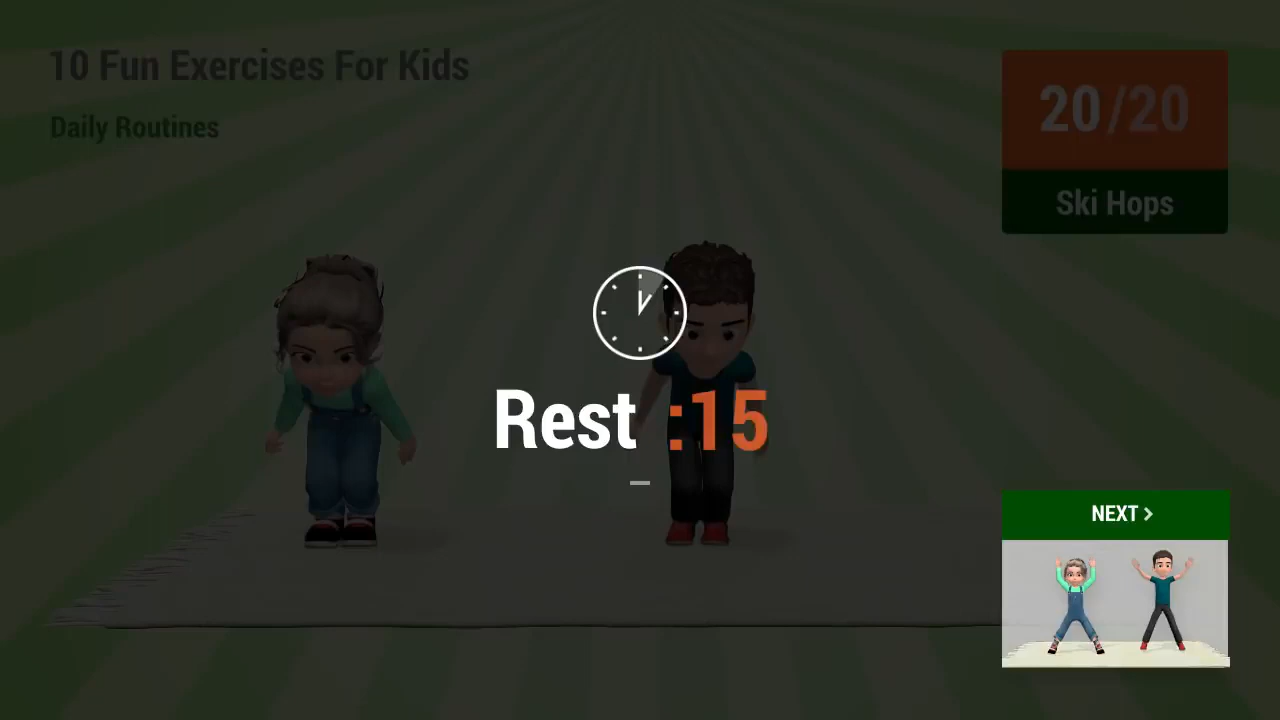 10 Fun Exercises For Kids
Daily Routines
20/20
Ski Hops
Rest :15
NEXT >